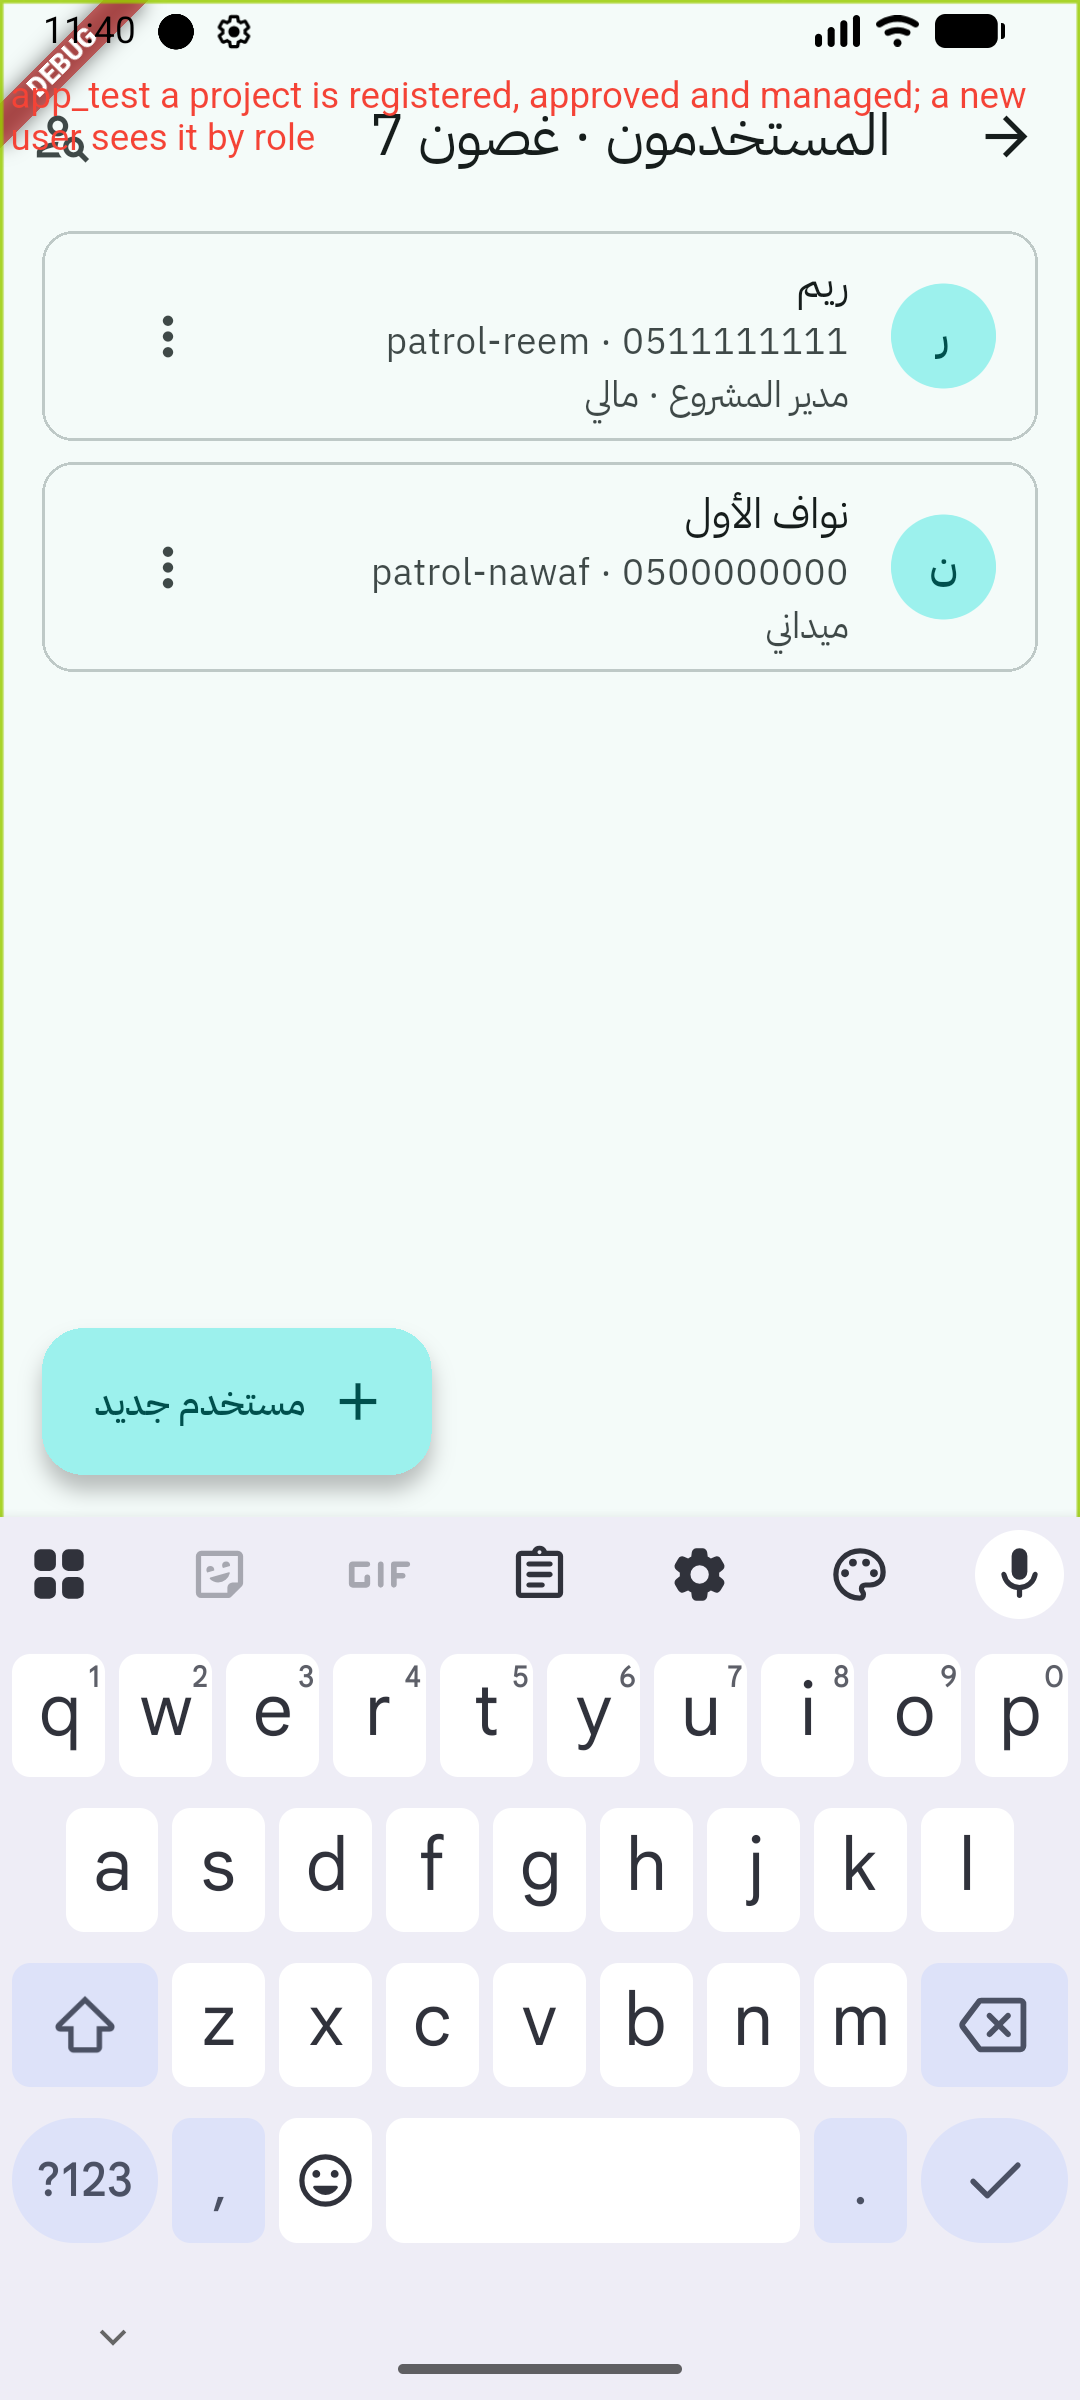 11:40
DEBUG
app_test a project is registered, approved and managed; a new
user sees it by role
المستخدمون · غصون 7
ر
ريم
patrol-reem · 0511111111
مدير المشروع · مالي
ن
نواف الأول
patrol-nawaf · 0500000000
ميداني
مستخدم جديد
GIF
1 2 3 4 5 6 7 8 9 0
q w e r t y u i o p
a s d f g h j k l
z x c v b n m
?123 , .